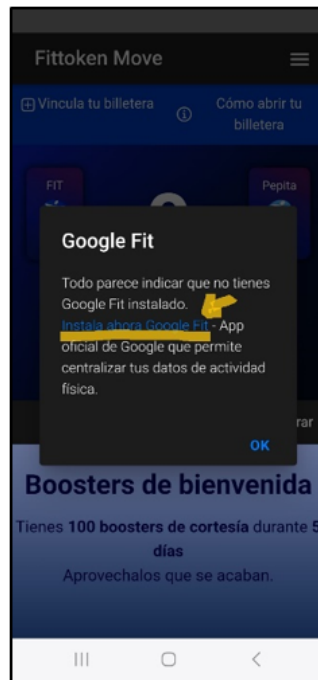 Fittoken Move
Vincula tu billetera
Cómo abrir tu
billetera
FIT
Pepita
Google Fit
Todo parece indicar que no tienes
Google Fit instalado.
Instala ahora Google Fit - App
oficial de Google que permite
centralizar tus datos de actividad
física.
rar
OK
Boosters de bienvenida
Tienes 100 boosters de cortesía durante 5
días
Aprovechalos que se acaban.